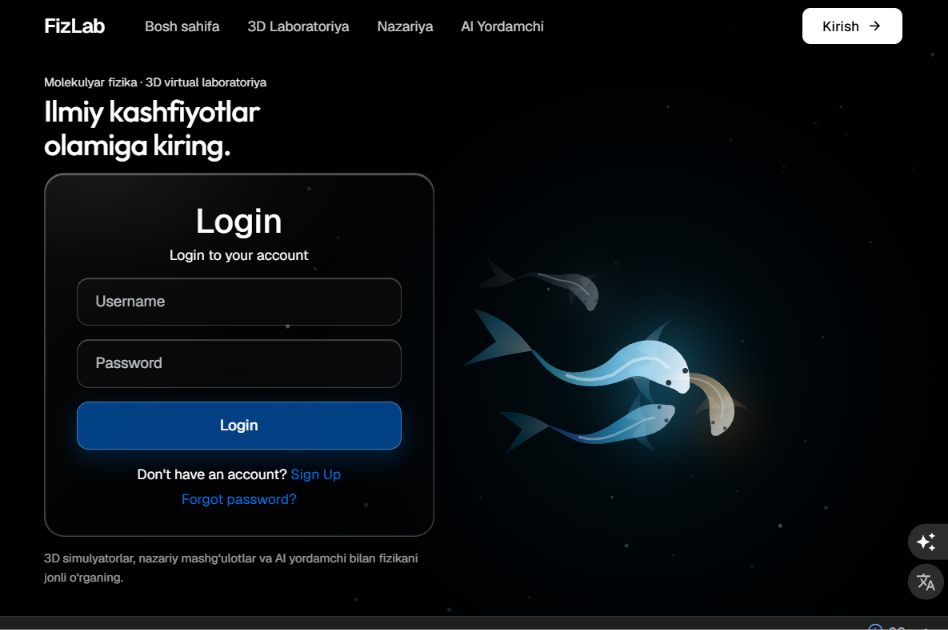 FizLab
Bosh sahifa
3D Laboratoriya
Nazariya
AI Yordamchi
Kirish →
Molekulyar fizika · 3D virtual laboratoriya
Ilmiy kashfiyotlar
olamiga kiring.
Login
Login to your account
Username
Password
Login
Don't have an account? Sign Up
Forgot password?
3D simulyatorlar, nazariy mashg‘ulotlar va AI yordamchi bilan fizikani
jonli o‘rganing.